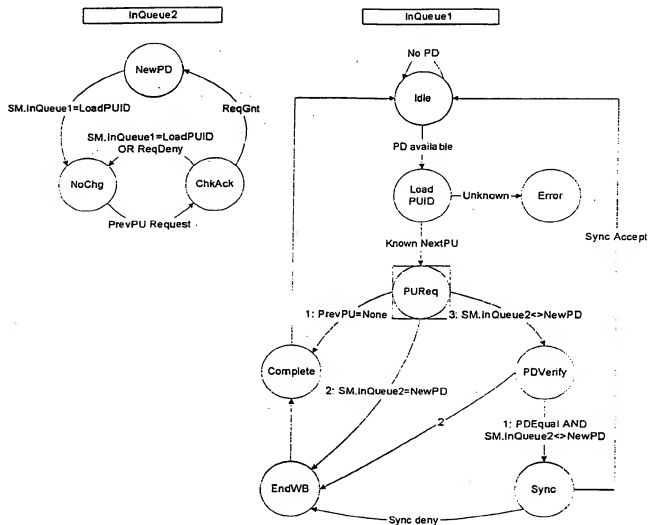 inQueue2
NewPD
SM.inQueue1=LoadPUID
ReqGnt
SM.inQueue1=LoadPUID
OR ReqDeny
NoChg
ChkAck
PrevPU Request
inQueue1
No PD
Idle
PD available
Load
PUID
Unknown
Error
Sync Accept
Known NextPU
PUReq
1: PrevPU=None
3: SM.inQueue2<>NewPD
Complete
2: SM.inQueue2=NewPD
PDVerify
2
1: PDEqual AND
SM.inQueue2<>NewPD
EndWB
Sync
Sync deny